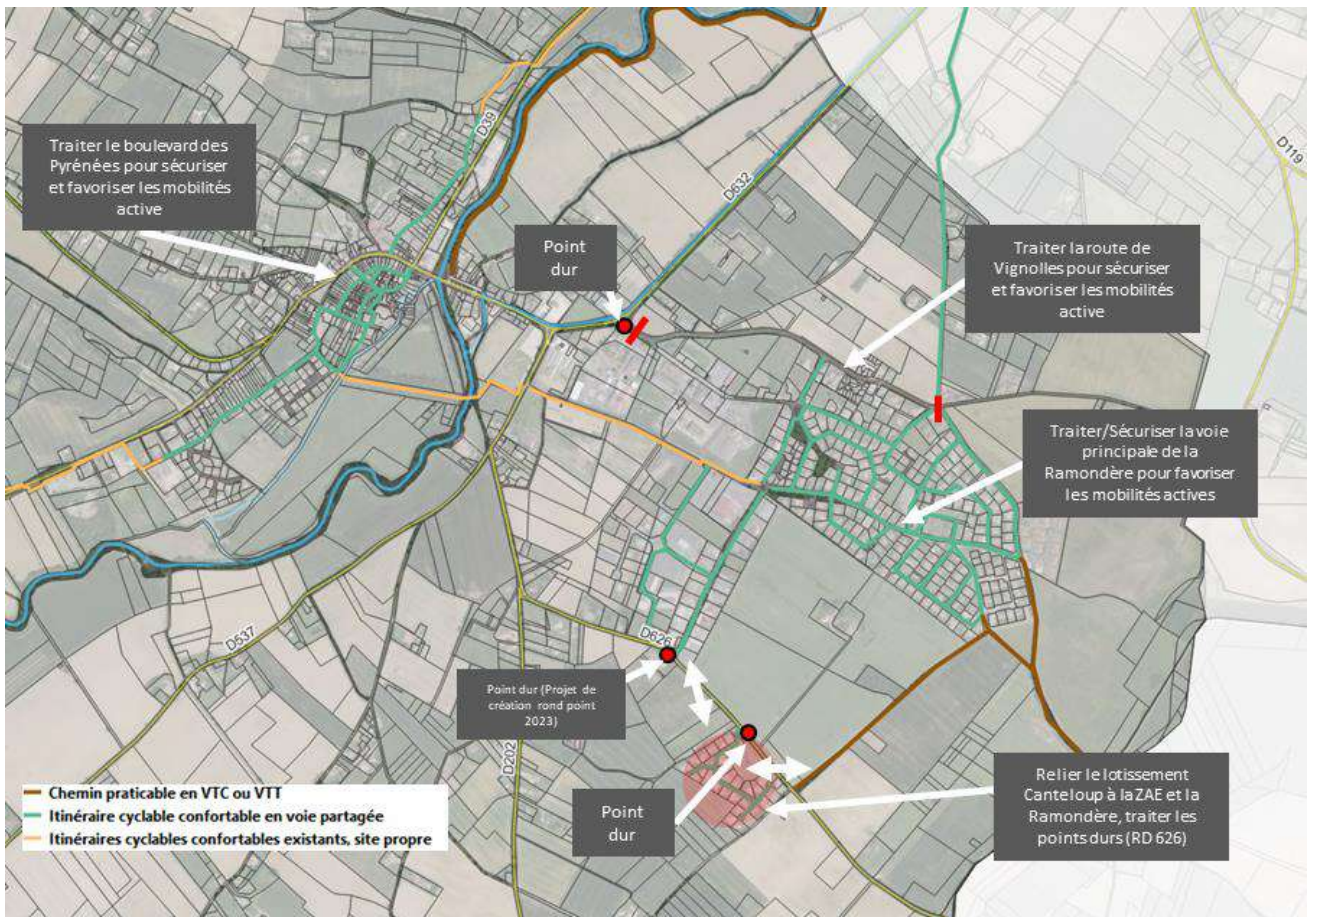 D39
D119
Traiter le boulevard des
Pyrénées pour sécuriser
et favoriser les mobilités
active
D632
Point
dur
Traiter la route de
Vignolles pour sécuriser
et favoriser les mobilités
active
Traiter/Sécuriser la voie
principale de la
Ramondère pour favoriser
les mobilités actives
D537
D626
Point dur (Projet de
création rond point
2023)
D202
Point
dur
Relier le lotissement
Canteloup à la ZAE et la
Ramondère, traiter les
points durs (RD 626)
Chemin praticable en VTC ou VTT
Itinéraire cyclable confortable en voie partagée
Itinéraires cyclables confortables existants, site propre